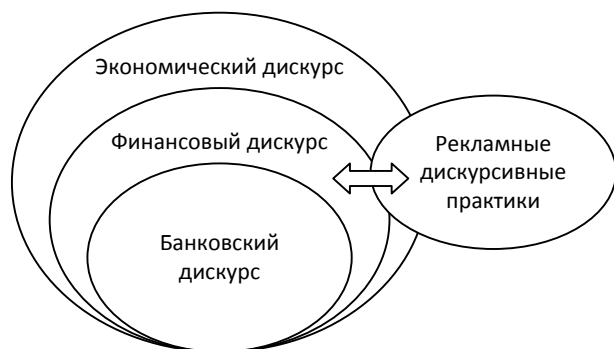 Экономический дискурс
Финансовый дискурс
Банковский
дискурс
Рекламные
дискурсивные
практики